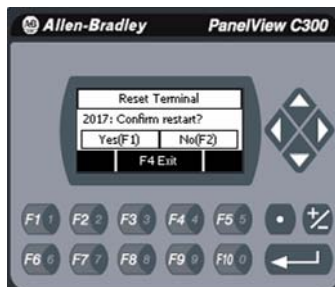 AB Allen-Bradley PanelView C300
Reset Terminal
2017: Confirm restart?
Yes(F1) No(F2)
F4 Exit
F1 1 F2 2 F3 3 F4 4 F5 5 • +/-
F6 6 F7 7 F8 8 F9 9 F10 0